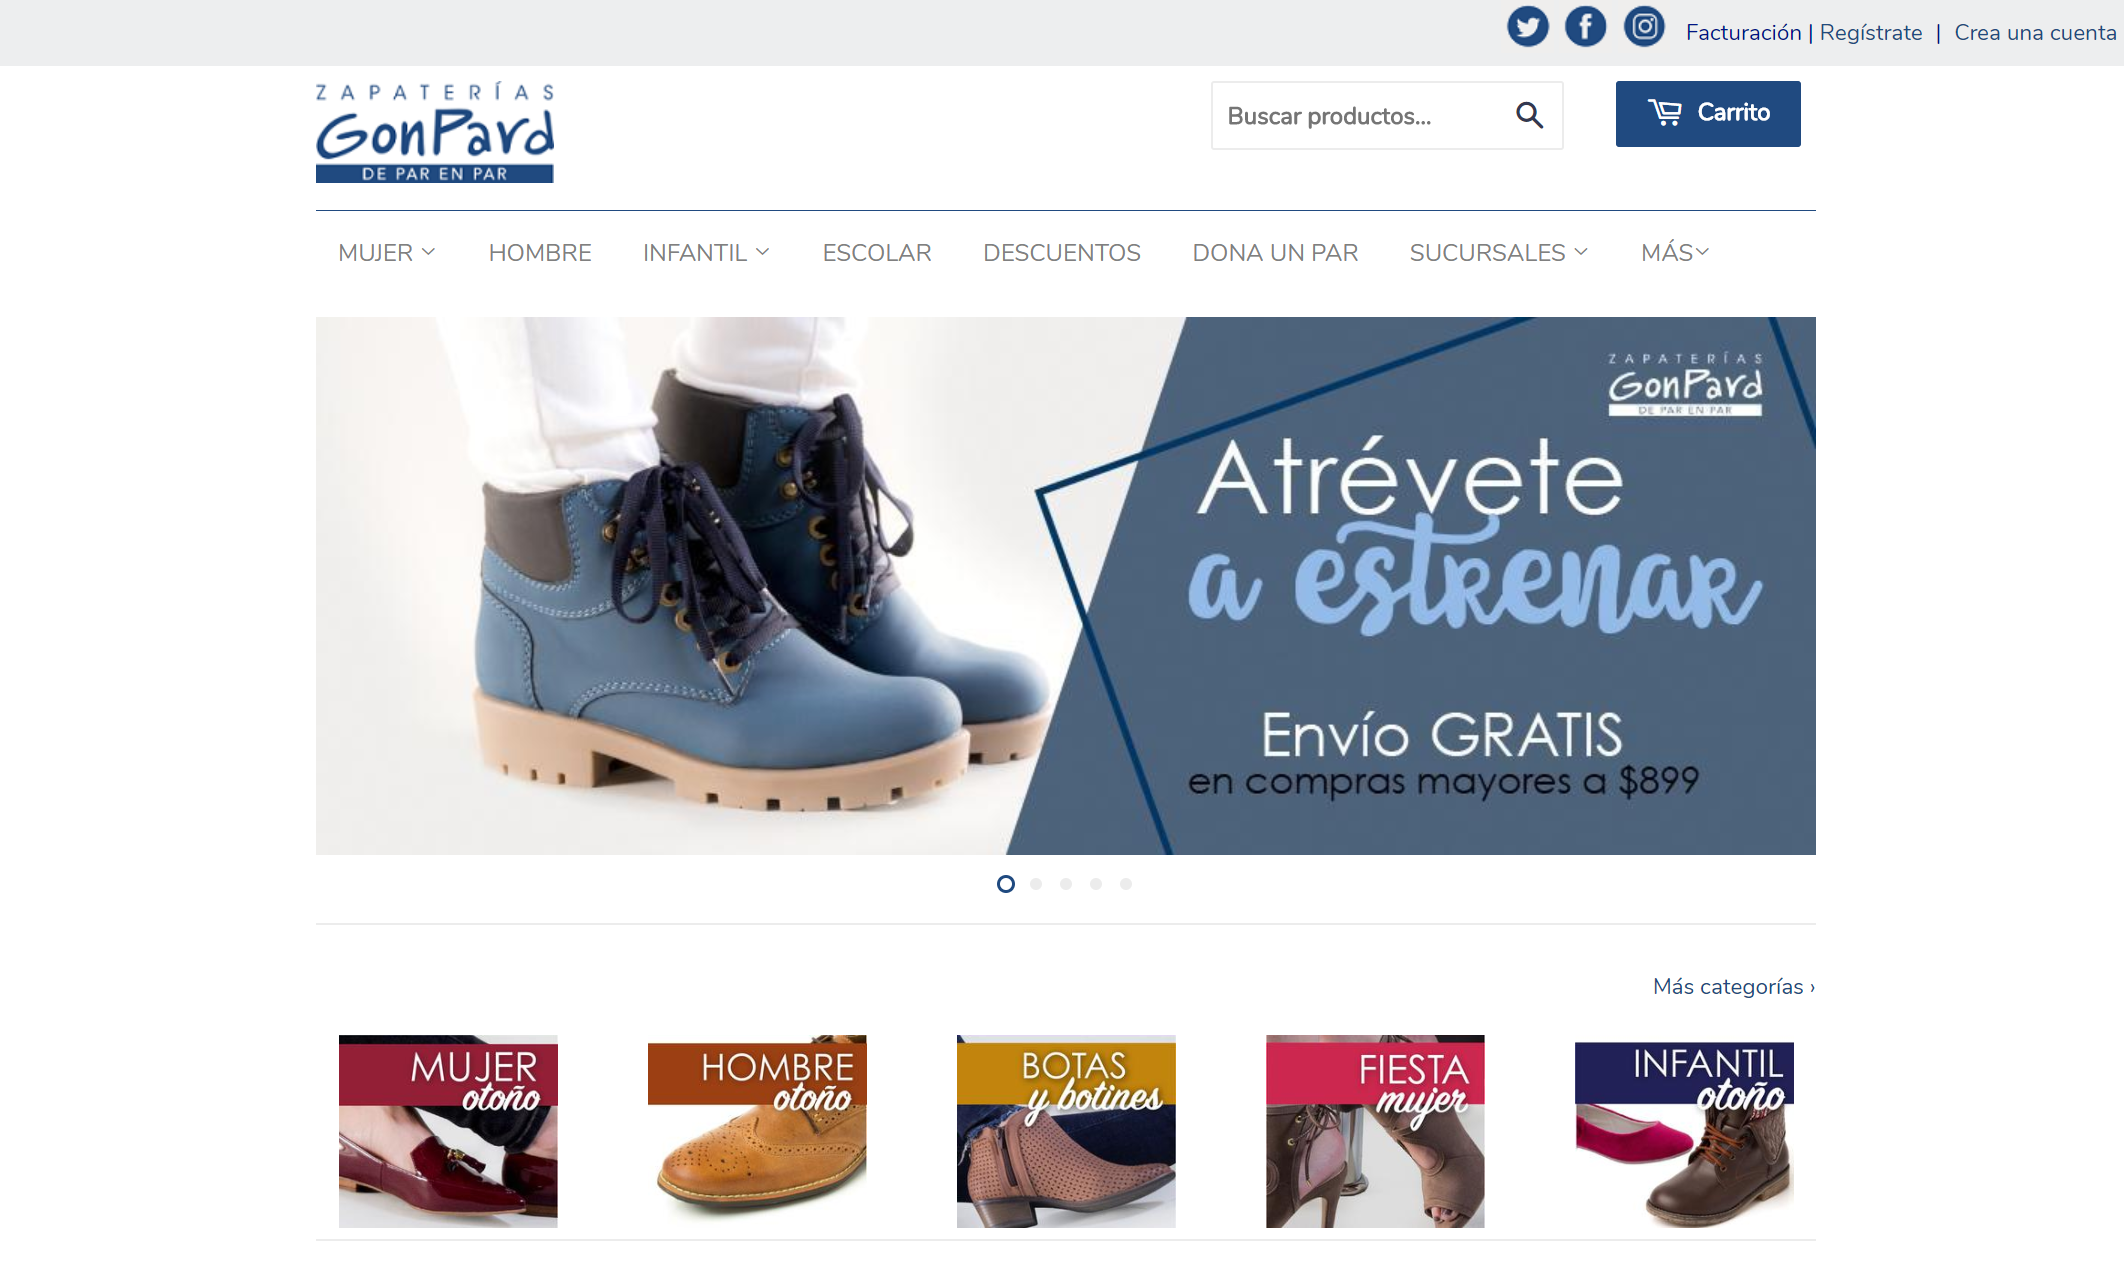 Facturación | Regístrate | Crea una cuenta
ZAPATERÍAS
GonPard
DE PAR EN PAR
Buscar productos...
Carrito
MUJER HOMBRE INFANTIL ESCOLAR DESCUENTOS DONA UN PAR SUCURSALES MÁS
ZAPATERÍAS
GonPard
DE PAR EN PAR
Atrévete
a estrenar
Envío GRATIS
en compras mayores a $899
Más categorías ›
MUJER
otoño
HOMBRE
otoño
BOTAS
y botines
FIESTA
mujer
INFANTIL
otoño